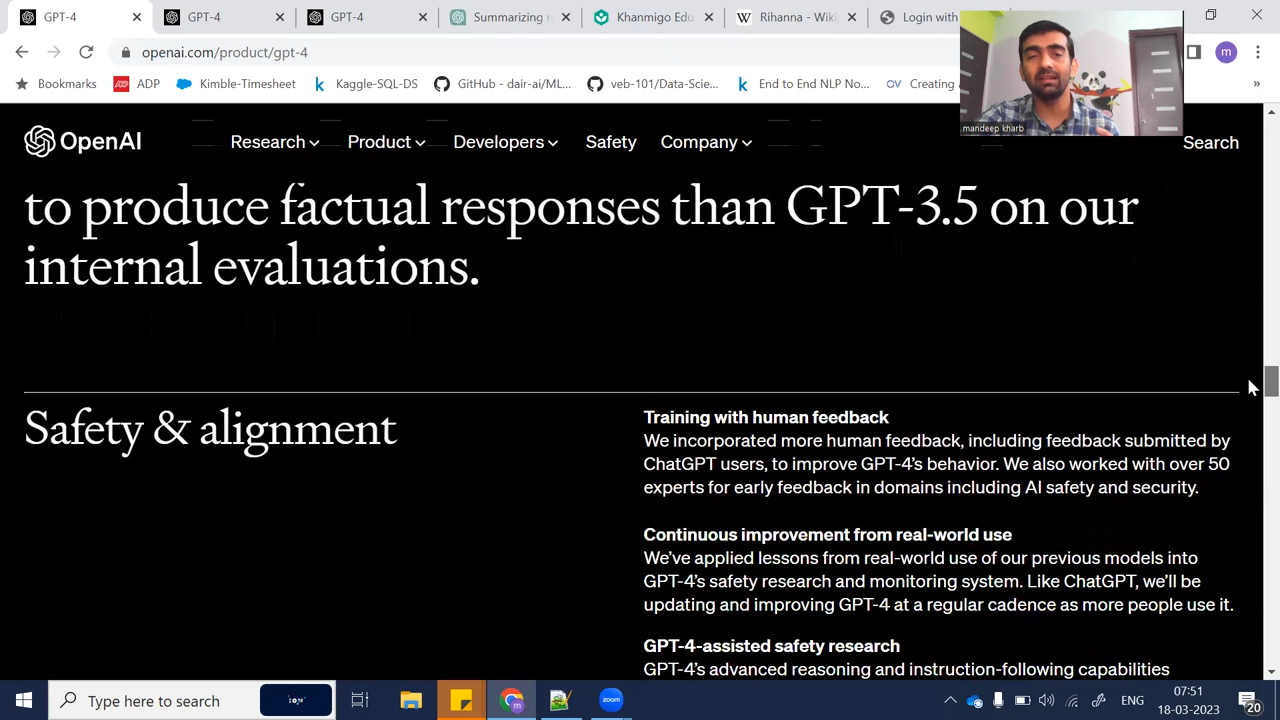 GPT-4
GPT-4
GPT-4
Summarizing
Khanmigo Edu
Rihanna - Wiki
Login with
openai.com/product/gpt-4
m
Bookmarks
ADP
Kimble-Timesheet
Kaggle-SQL-DS
GitHub - dair-ai/ML...
veb-101/Data-Scie...
End to End NLP No...
Creating a
»
mandeep kharb
OpenAI
Research
Product
Developers
Safety
Company
Search
to produce factual responses than GPT-3.5 on our
internal evaluations.
Safety & alignment
Training with human feedback
We incorporated more human feedback, including feedback submitted by
ChatGPT users, to improve GPT-4’s behavior. We also worked with over 50
experts for early feedback in domains including AI safety and security.
Continuous improvement from real-world use
We’ve applied lessons from real-world use of our previous models into
GPT-4’s safety research and monitoring system. Like ChatGPT, we’ll be
updating and improving GPT-4 at a regular cadence as more people use it.
GPT-4-assisted safety research
GPT-4’s advanced reasoning and instruction-following capabilities
Type here to search
zoom
ENG
07:51
18-03-2023
20